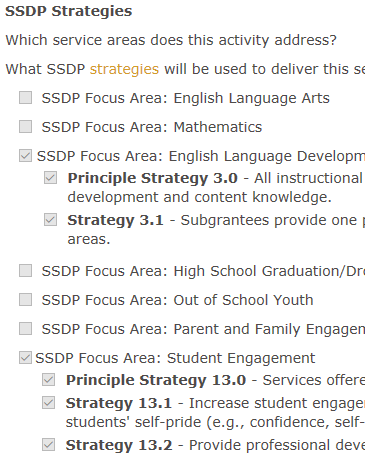 SSDP Strategies
Which service areas does this activity address?
What SSDP strategies will be used to deliver this se
SSDP Focus Area: English Language Arts
SSDP Focus Area: Mathematics
SSDP Focus Area: English Language Developm
Principle Strategy 3.0 - All instructional
development and content knowledge.
Strategy 3.1 - Subgrantees provide one p
areas.
SSDP Focus Area: High School Graduation/Dro
SSDP Focus Area: Out of School Youth
SSDP Focus Area: Parent and Family Engagen
SSDP Focus Area: Student Engagement
Principle Strategy 13.0 - Services offere
Strategy 13.1 - Increase student engage
students' self-pride (e.g., confidence, self-
Strategy 13.2 - Provide professional deve